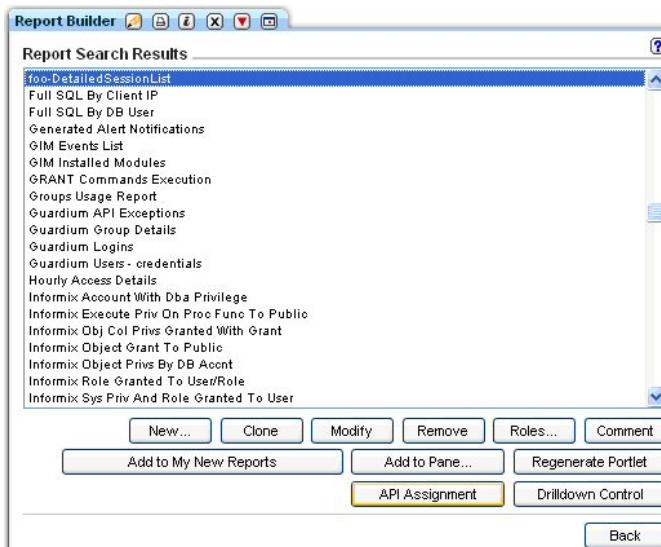 Report Builder
Report Search Results
foo-DetailedSessionList
Full SQL By Client IP
Full SQL By DB User
Generated Alert Notifications
GIM Events List
GIM Installed Modules
GRANT Commands Execution
Groups Usage Report
Guardium API Exceptions
Guardium Group Details
Guardium Logins
Guardium Users - credentials
Hourly Access Details
Informix Account With Dba Privilege
Informix Execute Priv On Proc Func To Public
Informix Obj Col Privs Granted With Grant
Informix Object Grant To Public
Informix Object Privs By DB Accnt
Informix Role Granted To User/Role
Informix Sys Priv And Role Granted To User
New... Clone Modify Remove Roles... Comment
Add to My New Reports Add to Pane... Regenerate Portlet
API Assignment Drilldown Control
Back